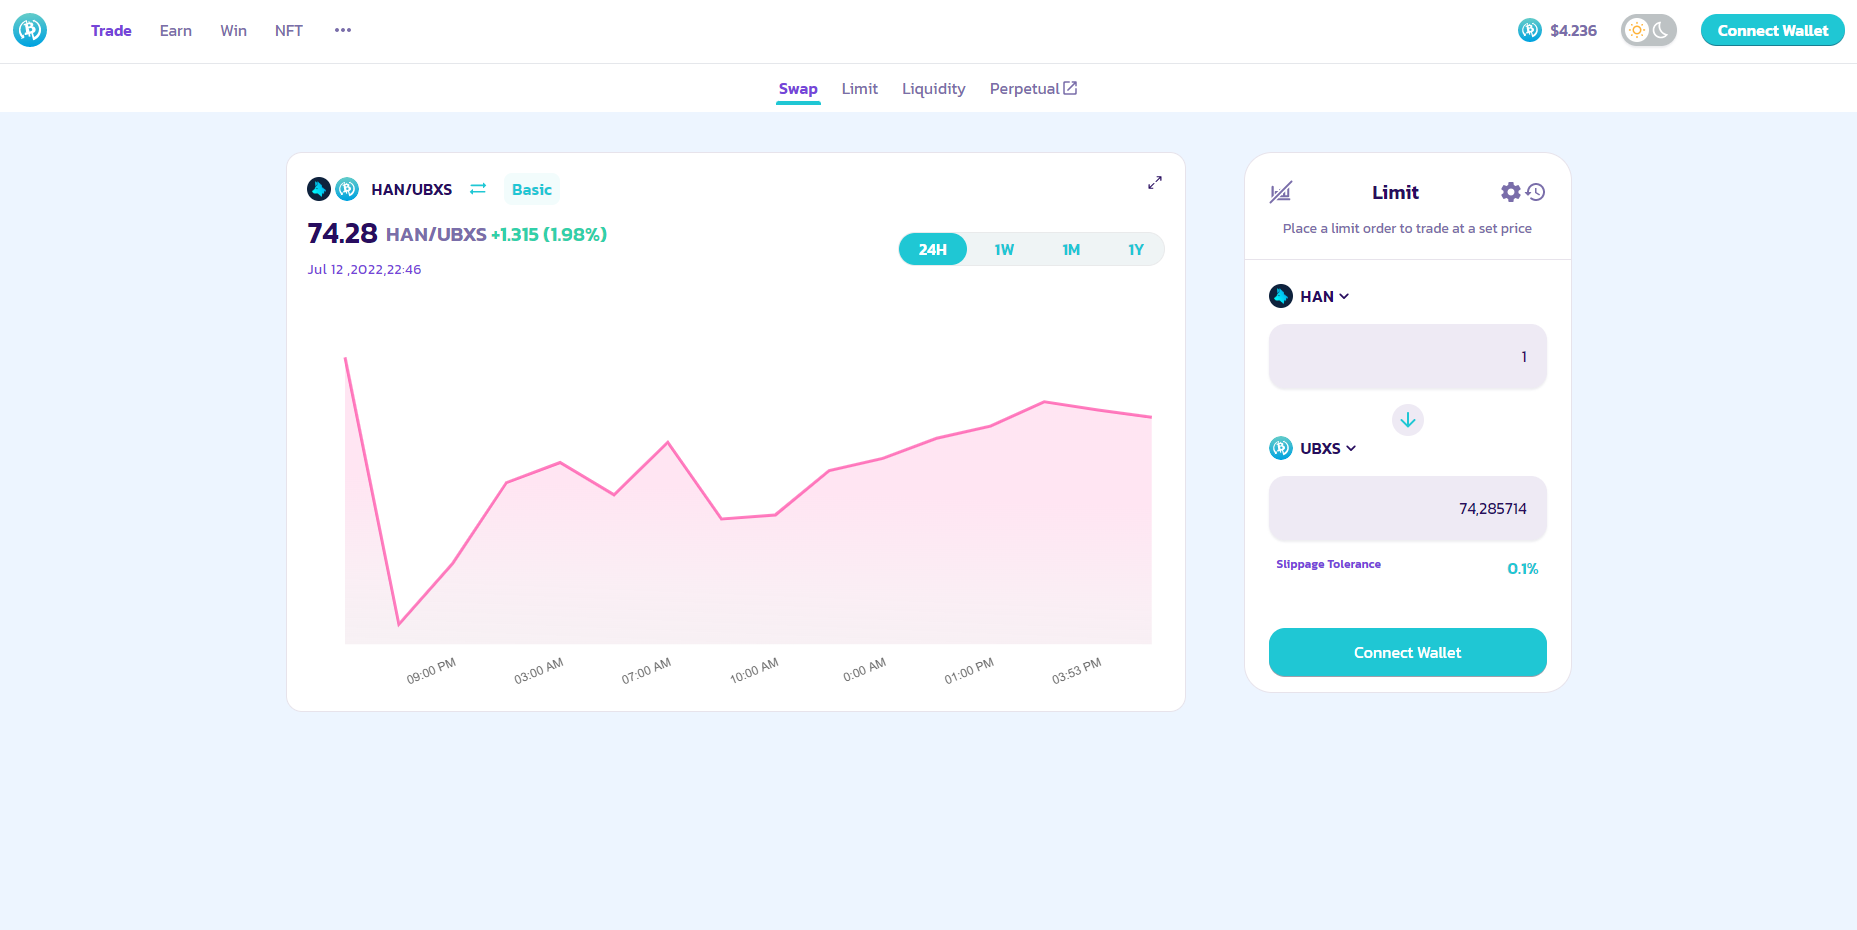 Trade Earn Win NFT $4.236 Connect Wallet
Swap Limit Liquidity Perpetual
HAN/UBXS Basic
74.28 HAN/UBXS +1.315 (1.98%)
Jul 12 ,2022,22:46
24H 1W 1M 1Y
09:00 PM 03:00 AM 07:00 AM 10:00 AM 0:00 AM 01:00 PM 03:53 PM
Limit
Place a limit order to trade at a set price
HAN
1
UBXS
74,285714
Slippage Tolerance 0.1%
Connect Wallet